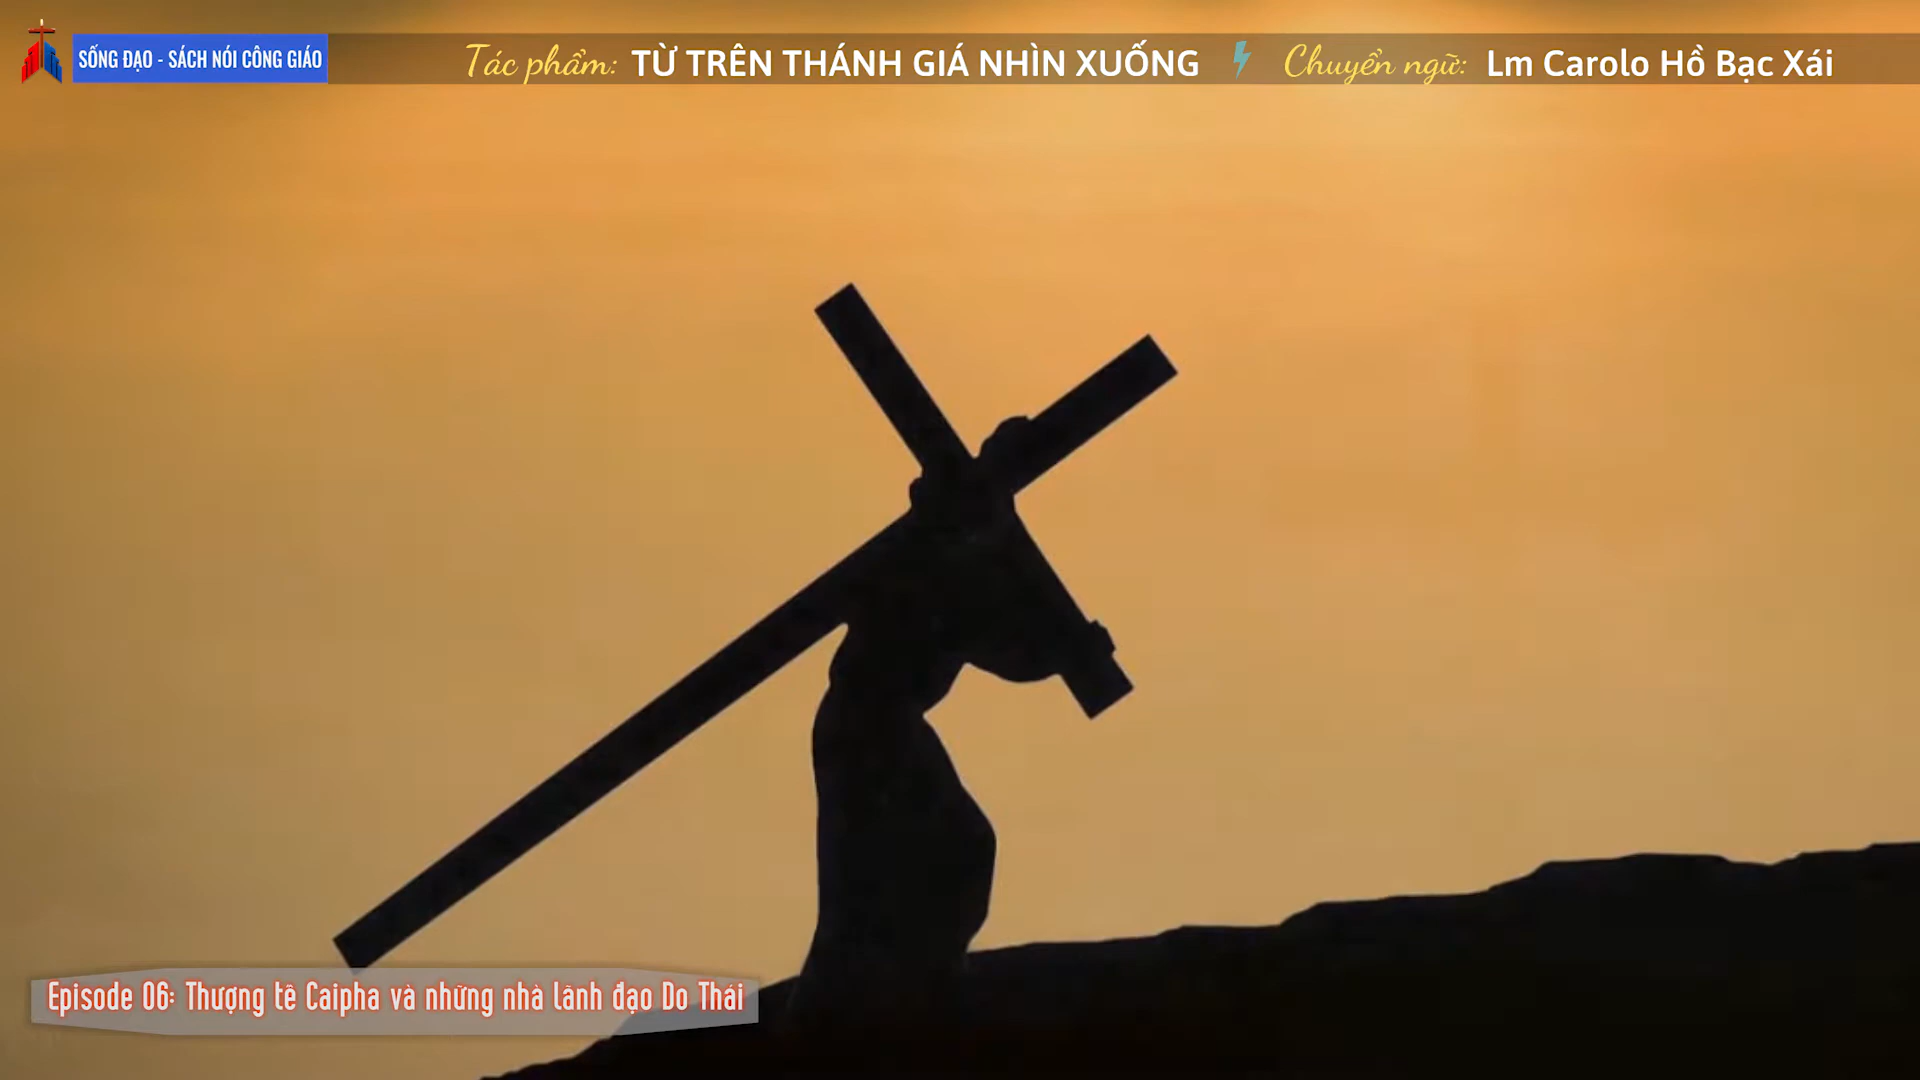 SỐNG ĐẠO - SÁCH NÓI CÔNG GIÁO
Tác phẩm: TỪ TRÊN THÁNH GIÁ NHÌN XUỐNG Chuyển ngữ: Lm Carolo Hồ Bạc Xái
Episode 06: Thượng tê Caipha và những nhà lãnh đạo Do Thái